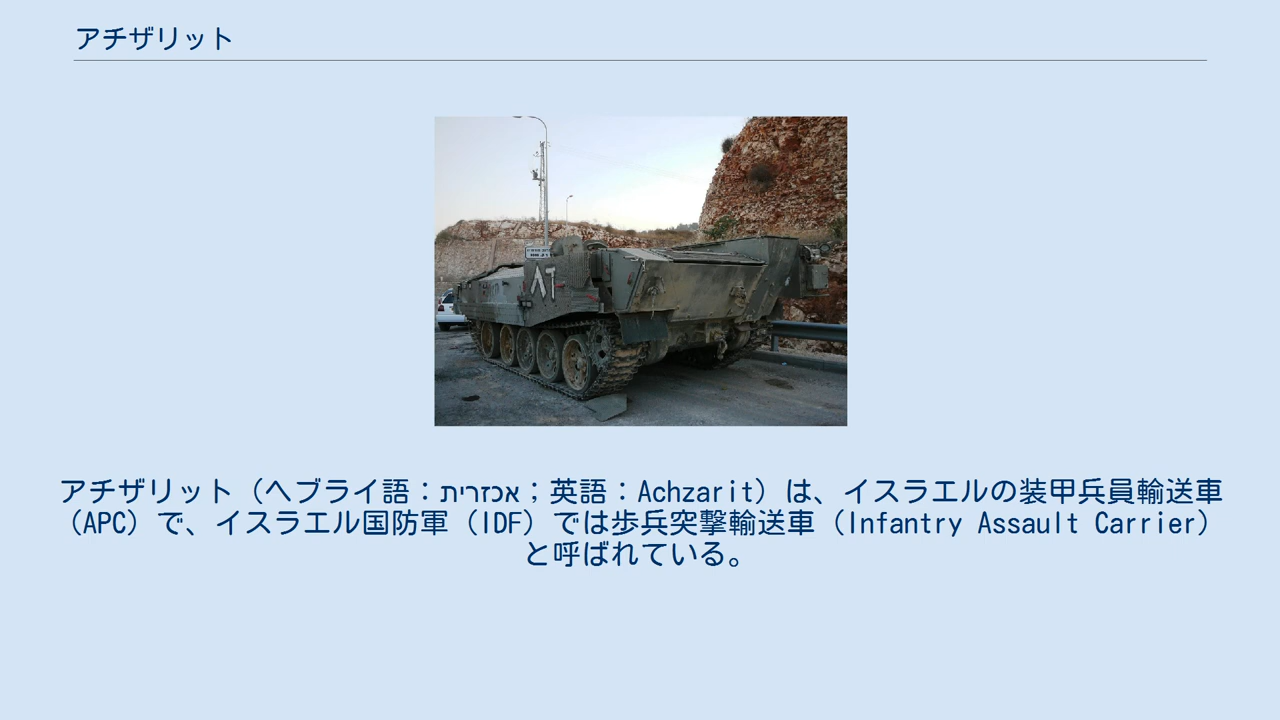 アチザリット
アチザリット（ヘブライ語：אכזרית；英語：Achzarit）は、イスラエルの装甲兵員輸送車
（APC）で、イスラエル国防軍（IDF）では歩兵突撃輸送車（Infantry Assault Carrier）
と呼ばれている。